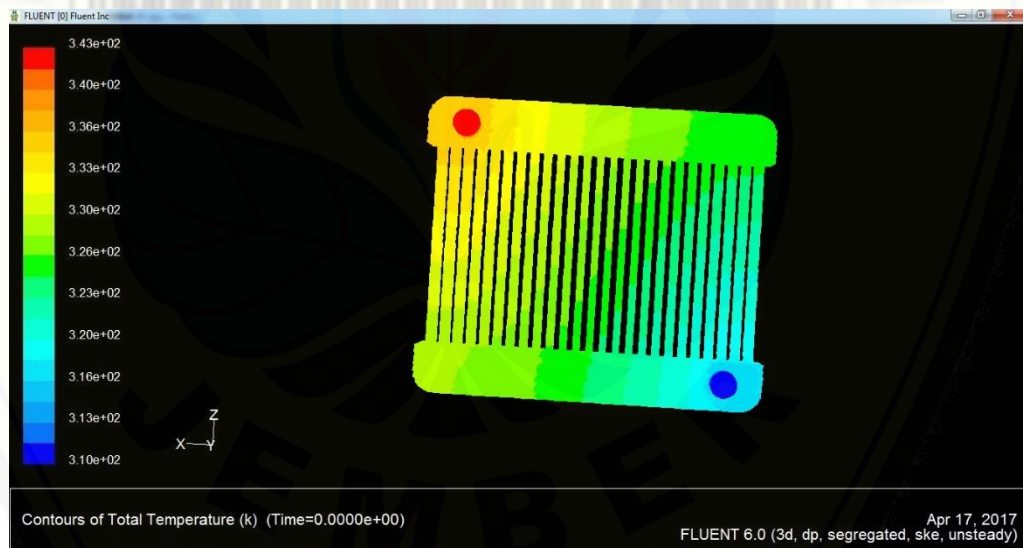 FLUENT [0] Fluent Inc
3.43e+02
3.40e+02
3.36e+02
3.33e+02
3.30e+02
3.26e+02
3.23e+02
3.20e+02
3.16e+02
3.13e+02
3.10e+02
Z
X
Y
JEMBER
Contours of Total Temperature (k) (Time=0.0000e+00)
Apr 17, 2017
FLUENT 6.0 (3d, dp, segregated, ske, unsteady)